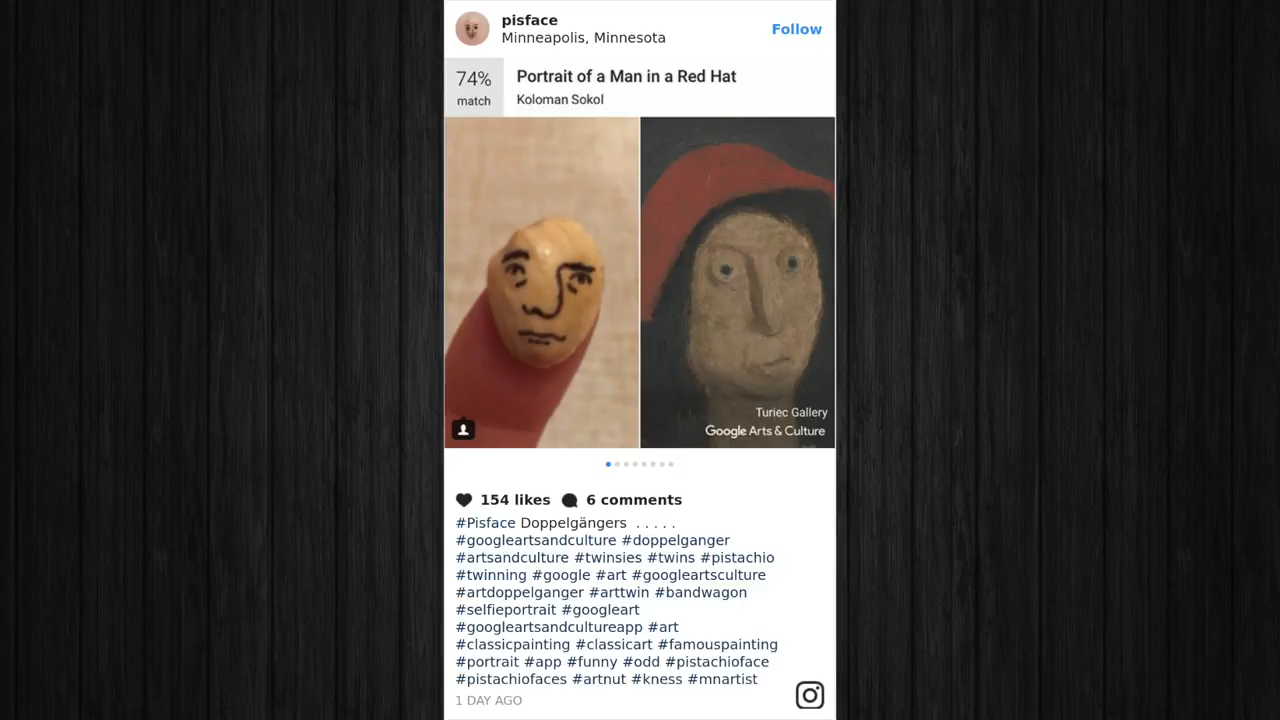 pisface
Minneapolis, Minnesota
Follow
74%
match
Portrait of a Man in a Red Hat
Koloman Sokol
Turiec Gallery
Google Arts & Culture
154 likes 6 comments
#Pisface Doppelgängers . . . . .
#googleartsandculture #doppelganger
#artsandculture #twinsies #twins #pistachio
#twinning #google #art #googleartsculture
#artdoppelganger #arttwin #bandwagon
#selfieportrait #googleart
#googleartsandcultureapp #art
#classicpainting #classicart #famouspainting
#portrait #app #funny #odd #pistachioface
#pistachiofaces #artnut #kness #mnartist
1 DAY AGO